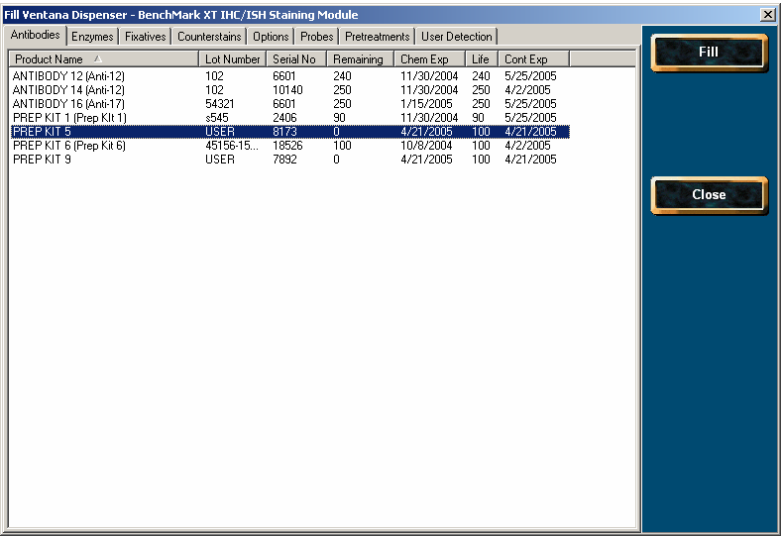 Fill Ventana Dispenser - BenchMark XT IHC/ISH Staining Module
Antibodies Enzymes Fixatives Counterstains Options Probes Pretreatments User Detection
Product Name Lot Number Serial No Remaining Chem Exp Life Cont Exp
ANTIBODY 12 (Anti-12) 102 6601 240 11/30/2004 240 5/25/2005
ANTIBODY 14 (Anti-12) 102 10140 250 11/30/2004 250 4/2/2005
ANTIBODY 16 (Anti-17) 54321 6601 250 1/15/2005 250 5/25/2005
PREP KIT 1 (Prep KIt 1) s545 2406 90 11/30/2004 90 5/25/2005
PREP KIT 5 USER 8173 0 4/21/2005 100 4/21/2005
PREP KIT 6 (Prep Kit 6) 45156-15... 18526 100 10/8/2004 100 4/2/2005
PREP KIT 9 USER 7892 0 4/21/2005 100 4/21/2005
Fill
Close